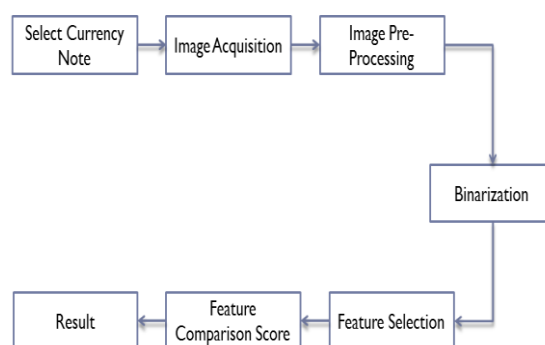 Select Currency
Note
Image Acquisition
Image Pre-
Processing
Binarization
Feature Selection
Feature
Comparison Score
Result